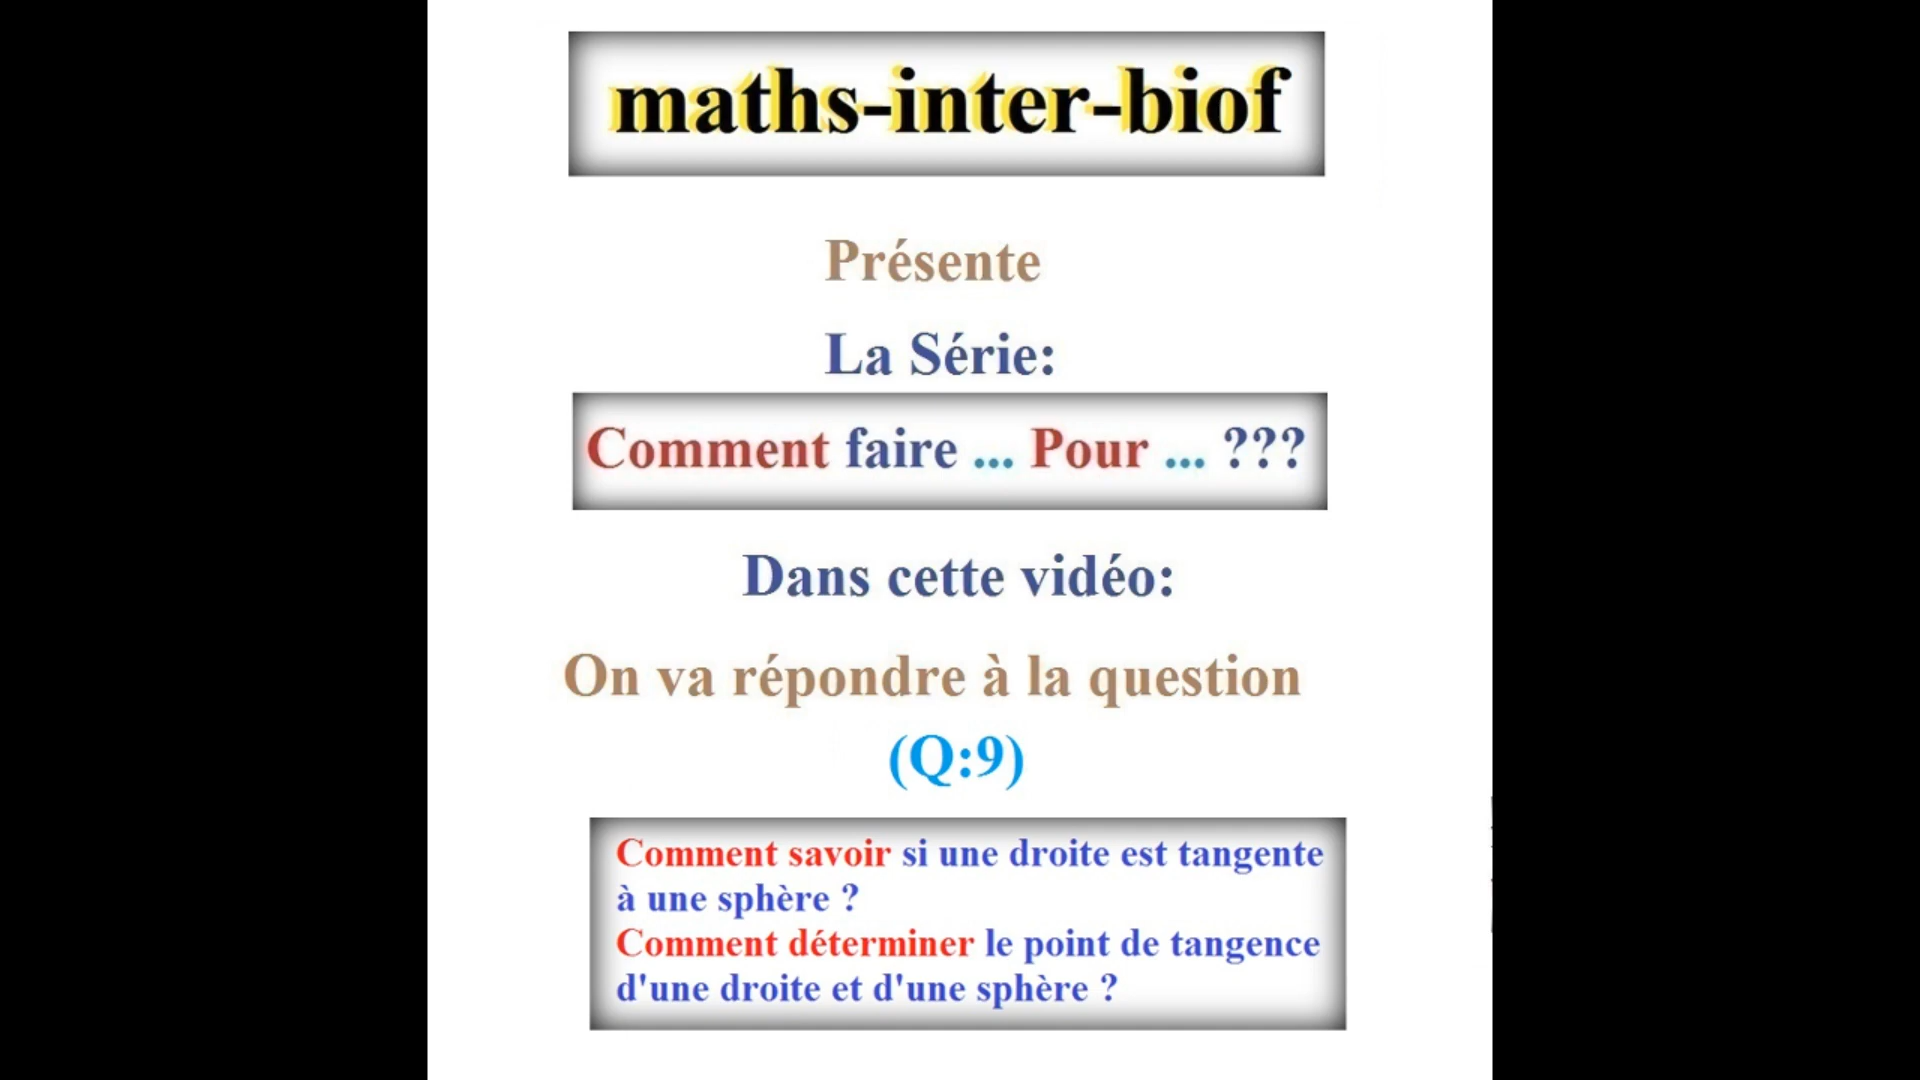 maths-inter-biof
Présente
La Série:
Comment faire ... Pour ... ???
Dans cette vidéo:
On va répondre à la question
(Q:9)
Comment savoir si une droite est tangente
à une sphère ?
Comment déterminer le point de tangence
d'une droite et d'une sphère ?